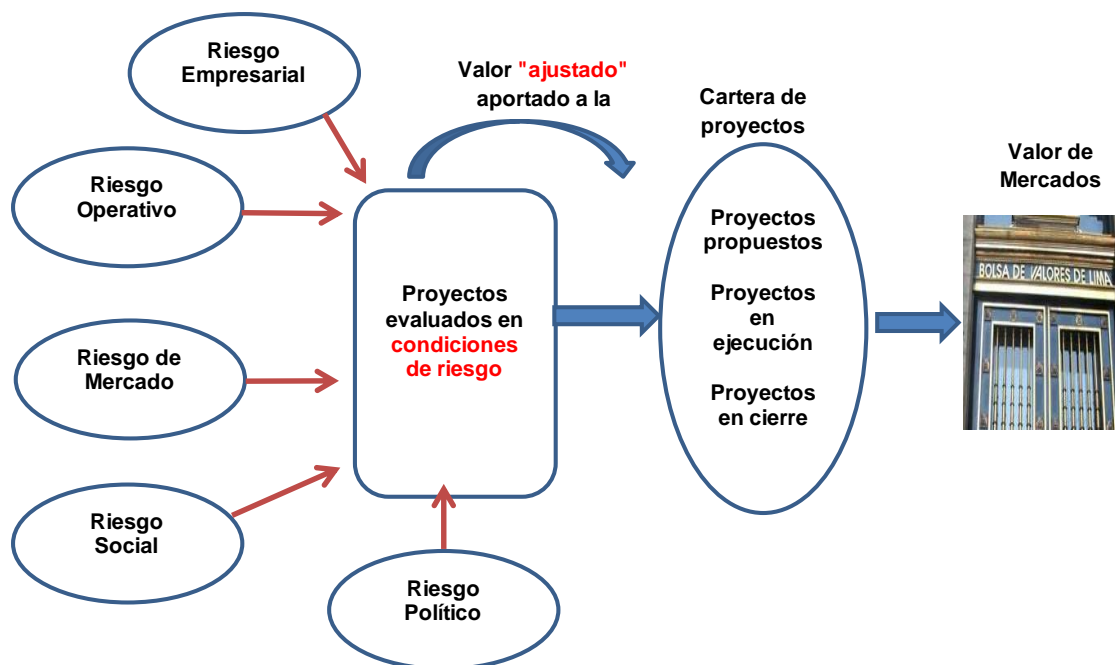 Riesgo
Empresarial
Valor "ajustado"
aportado a la
Cartera de
proyectos
Valor de
Mercados
Riesgo
Operativo
Proyectos
propuestos
BOLSA DE VALORES DE LIMA
Proyectos
evaluados en
condiciones
de riesgo
Proyectos
en
ejecución
Riesgo de
Mercado
Proyectos
en cierre
Riesgo
Social
Riesgo
Político